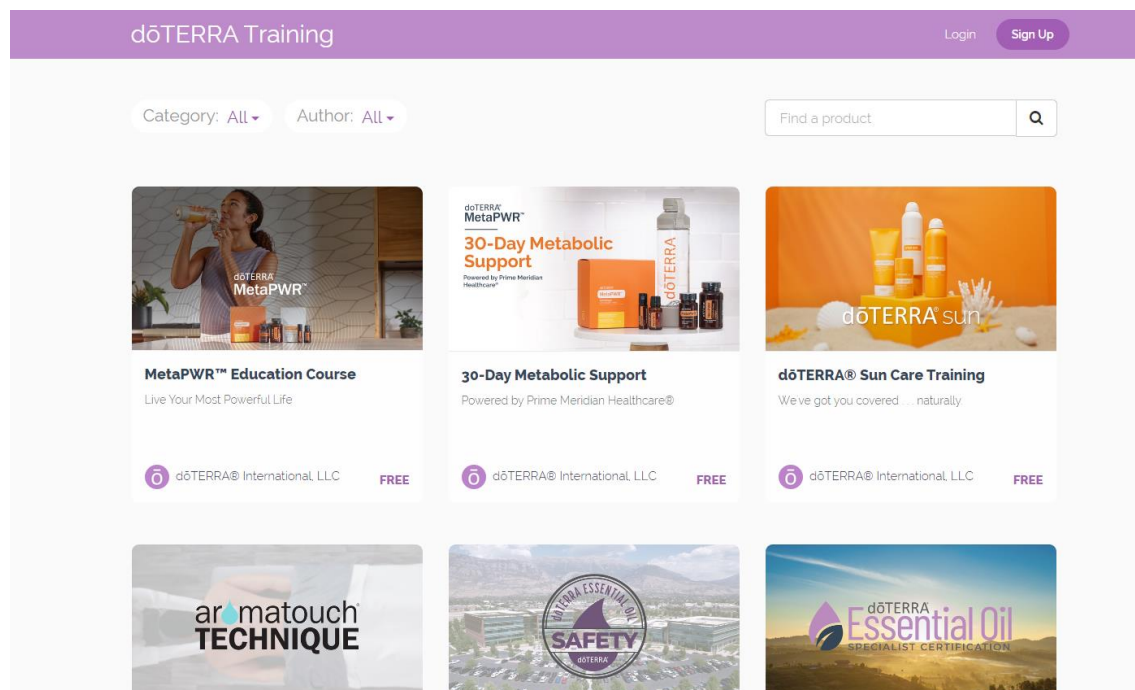 dōTERRA Training
Login
Sign Up
Category: All
Author: All
Find a product
dōTERRA®
MetaPWR™
MetaPWR™ Education Course
Live Your Most Powerful Life
dōTERRA® International, LLC
FREE
dōTERRA®
MetaPWR™
30-Day Metabolic
Support
Powered by Prime Meridian
Healthcare®
dōTERRA
30-Day Metabolic Support
Powered by Prime Meridian Healthcare®
dōTERRA® International, LLC
FREE
dōTERRA® sun
dōTERRA® Sun Care Training
We've got you covered . . . naturally.
dōTERRA® International, LLC
FREE
aromatouch®
TECHNIQUE
dōTERRA ESSENTIAL OIL
SAFETY
dōTERRA
dōTERRA®
Essential Oil
SPECIALIST CERTIFICATION